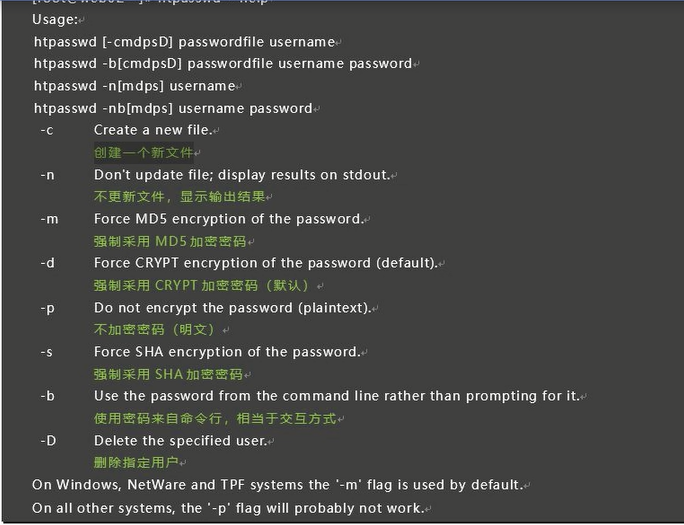 [root@web02 ~]# htpasswd --help
Usage:
htpasswd [-cmdpsD] passwordfile username
htpasswd -b[cmdpsD] passwordfile username password
htpasswd -n[mdps] username
htpasswd -nb[mdps] username password
-c Create a new file.
创建一个新文件
-n Don't update file; display results on stdout.
不更新文件，显示输出结果
-m Force MD5 encryption of the password.
强制采用 MD5 加密密码
-d Force CRYPT encryption of the password (default).
强制采用 CRYPT 加密密码（默认）
-p Do not encrypt the password (plaintext).
不加密密码（明文）
-s Force SHA encryption of the password.
强制采用 SHA 加密密码
-b Use the password from the command line rather than prompting for it.
使用密码来自命令行，相当于交互方式
-D Delete the specified user.
删除指定用户
On Windows, NetWare and TPF systems the '-m' flag is used by default.
On all other systems, the '-p' flag will probably not work.